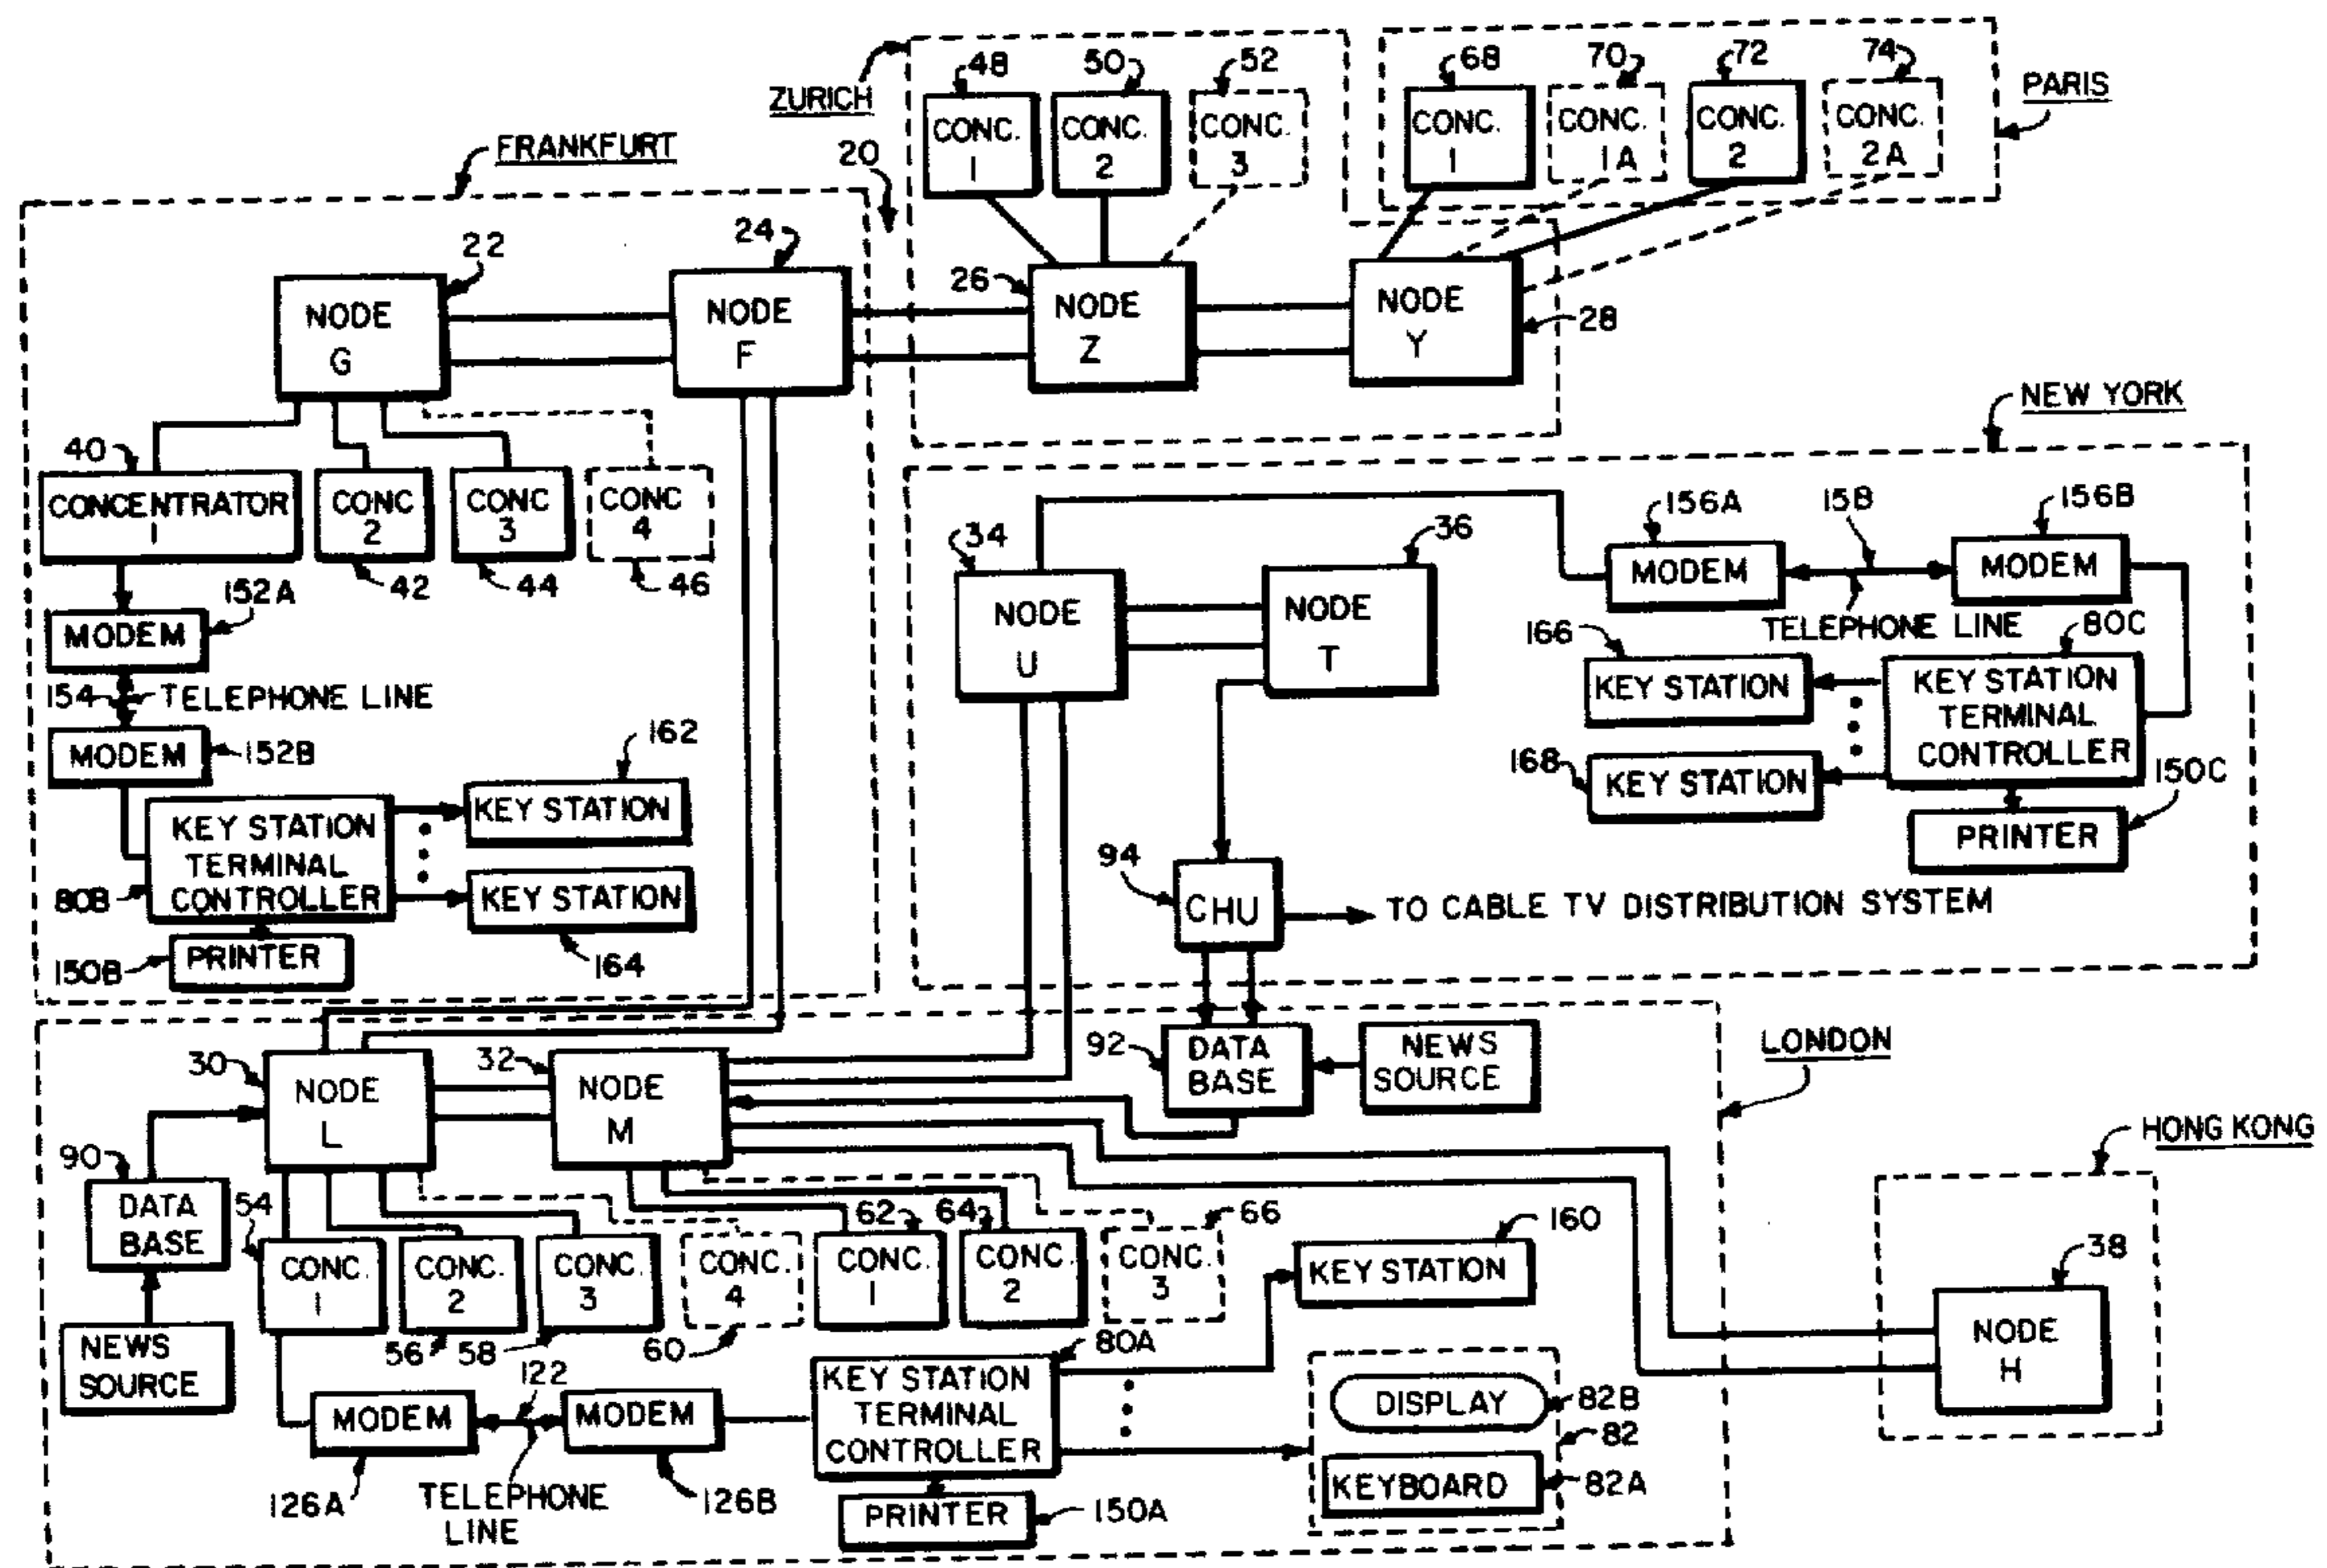 ZURICH
48
50
52
68
70
72
74
PARIS
CONC.
1
CONC.
2
CONC.
3
CONC.
1
CONC.
1A
CONC.
2
CONC.
2A
FRANKFURT
20
22
24
26
28
NODE
G
NODE
F
NODE
Z
NODE
Y
NEW YORK
40
CONCENTRATOR
1
CONC
2
CONC
3
CONC
4
42
44
46
152A
MODEM
154
TELEPHONE LINE
MODEM
152B
162
KEY STATION
KEY STATION
TERMINAL
CONTROLLER
80B
KEY STATION
164
PRINTER
150B
34
36
NODE
U
NODE
T
156A
158
156B
MODEM
MODEM
TELEPHONE LINE
80C
166
KEY STATION
KEY STATION
TERMINAL
CONTROLLER
168
KEY STATION
150C
PRINTER
94
CHU
TO CABLE TV DISTRIBUTION SYSTEM
LONDON
30
NODE
L
32
NODE
M
92
DATA
BASE
NEWS
SOURCE
HONG KONG
90
DATA
BASE
54
CONC.
1
CONC.
2
CONC.
3
CONC.
4
62
CONC.
1
64
CONC.
2
66
CONC.
3
56
58
60
160
KEY STATION
38
NODE
H
NEWS
SOURCE
80A
122
MODEM
MODEM
KEY STATION
TERMINAL
CONTROLLER
DISPLAY
82B
82
KEYBOARD
82A
126A
TELEPHONE
LINE
126B
PRINTER
150A